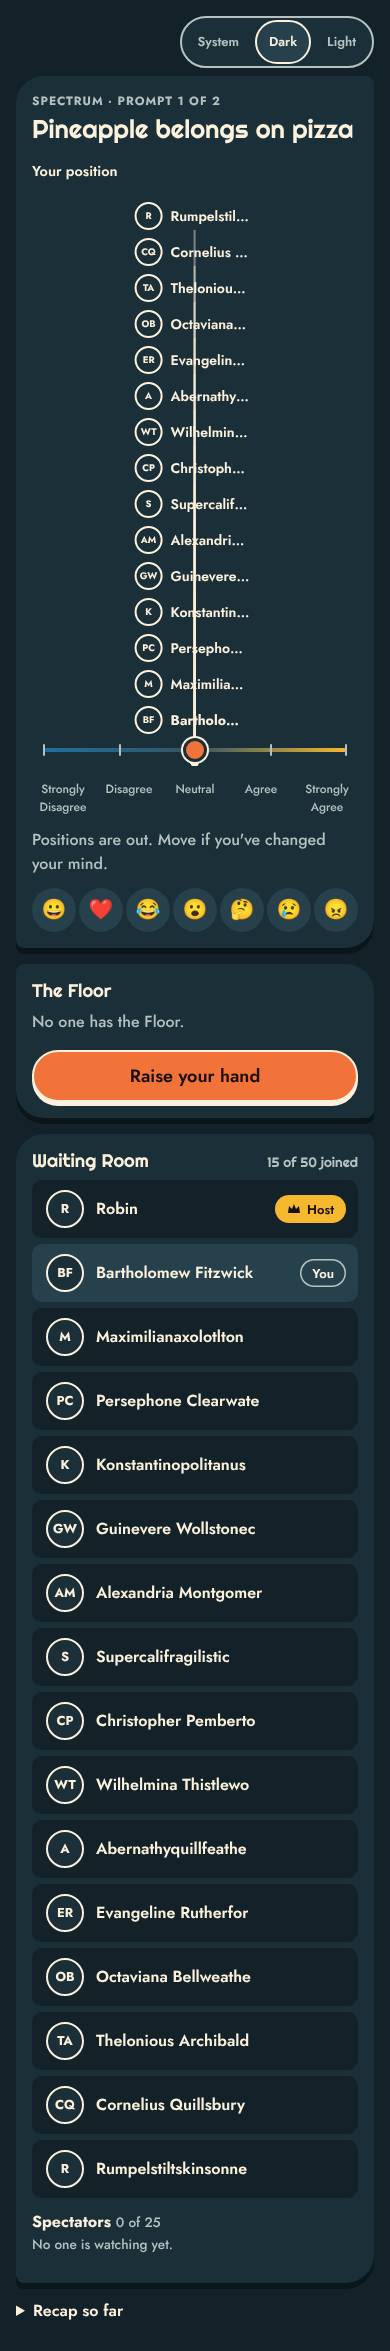 System Dark Light
SPECTRUM · PROMPT 1 OF 2
Pineapple belongs on pizza
Your position
R Rumpelstil...
CQ Cornelius ...
TA Theloniou...
OB Octaviana...
ER Evangelin...
A Abernathy...
WT Wilhelmin...
CP Christoph...
S Supercalif...
AM Alexandri...
GW Guinevere...
K Konstantin...
PC Persepho...
M Maximilia...
BF Bartholo...
Strongly Disagree Neutral Agree Strongly
Disagree Agree
Positions are out. Move if you've changed
your mind.
The Floor
No one has the Floor.
Raise your hand
Waiting Room 15 of 50 joined
R Robin Host
BF Bartholomew Fitzwick You
M Maximilianaxolotlton
PC Persephone Clearwate
K Konstantinopolitanus
GW Guinevere Wollstonec
AM Alexandria Montgomer
S Supercalifragilistic
CP Christopher Pemberto
WT Wilhelmina Thistlewo
A Abernathyquillfeathe
ER Evangeline Rutherfor
OB Octaviana Bellweathe
TA Thelonious Archibald
CQ Cornelius Quillsbury
R Rumpelstiltskinsonne
Spectators 0 of 25
No one is watching yet.
Recap so far